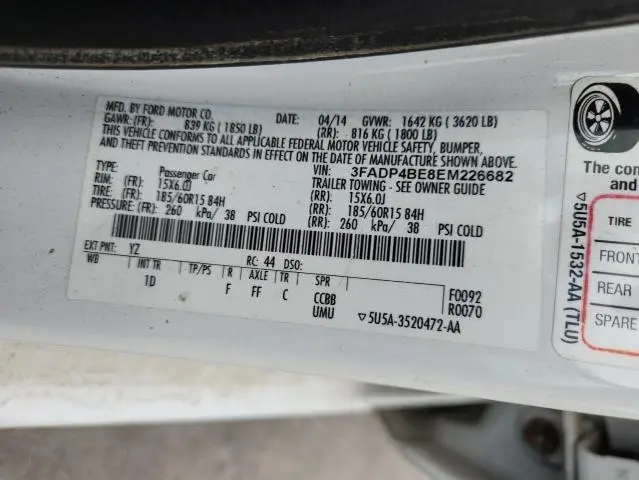 MFD. BY FORD MOTOR CO.
DATE: 04/14 GVWR: 1642 KG ( 3620 LB)
GAWR: (FR): 839 KG ( 1850 LB) (RR): 816 KG ( 1800 LB)
THIS VEHICLE CONFORMS TO ALL APPLICABLE FEDERAL MOTOR VEHICLE SAFETY, BUMPER,
AND THEFT PREVENTION STANDARDS IN EFFECT ON THE DATE OF MANUFACTURE SHOWN ABOVE.
VIN: 3FADP4BE8EM226682
TYPE: Passenger Car TRAILER TOWING - SEE OWNER GUIDE
RIM: (FR): 15X6.0J (RR): 15X6.0J
TIRE: (FR): 185/60R15 84H (RR): 185/60R15 84H
PRESSURE: (FR): 260 kPa/ 38 PSI COLD (RR): 260 kPa/ 38 PSI COLD
EXT PNT: YZ RC: 44 DSO:
WB INT TR TP/PS R AXLE TR SPR F0092
1D F FF C CCBB R0070
UMU ▽5U5A-3520472-AA
The con
and
TIRE
FRONT
REAR
SPARE
▽5U5A-1532-AA (TLU)